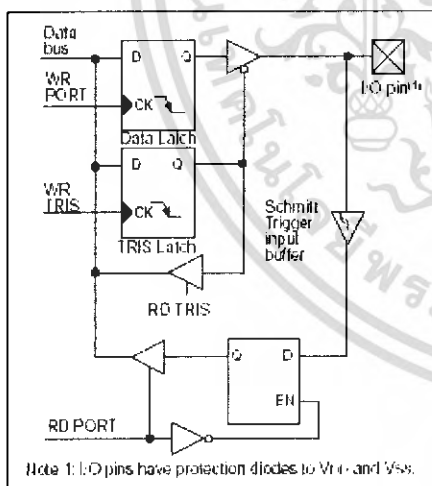 Data
bus
D Q
WR
PORT
CK
I/O pin(1)
Data Latch
D Q
WR
TRIS
CK
TRIS Latch
Schmitt
Trigger
input
buffer
RD TRIS
Q D
EN
RD PORT
Note 1: I/O pins have protection diodes to VDD and VSS.